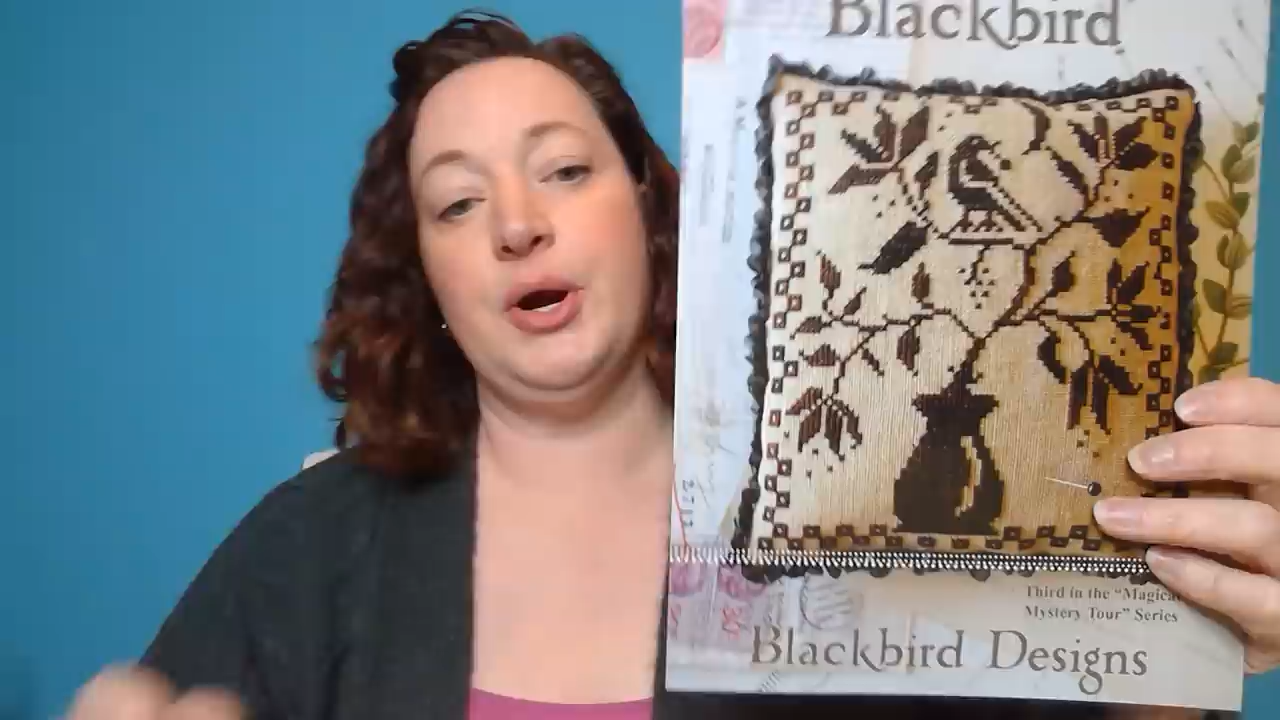 Blackbird
Third in the "Magical
Mystery Tour" Series
Blackbird Designs